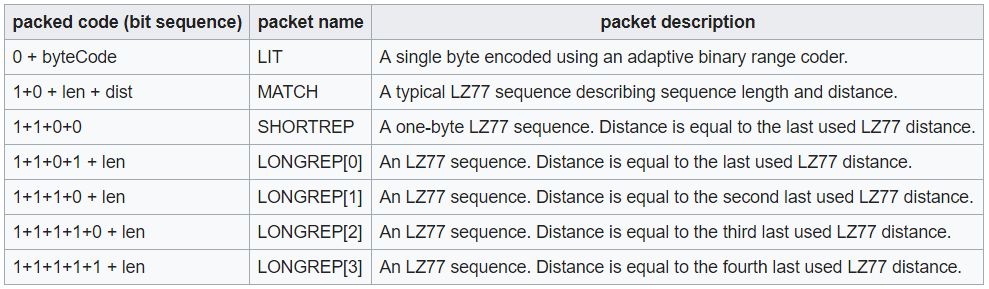 packed code (bit sequence) packet name packet description
0 + byteCode LIT A single byte encoded using an adaptive binary range coder.
1+0 + len + dist MATCH A typical LZ77 sequence describing sequence length and distance.
1+1+0+0 SHORTREP A one-byte LZ77 sequence. Distance is equal to the last used LZ77 distance.
1+1+0+1 + len LONGREP[0] An LZ77 sequence. Distance is equal to the last used LZ77 distance.
1+1+1+0 + len LONGREP[1] An LZ77 sequence. Distance is equal to the second last used LZ77 distance.
1+1+1+1+0 + len LONGREP[2] An LZ77 sequence. Distance is equal to the third last used LZ77 distance.
1+1+1+1+1 + len LONGREP[3] An LZ77 sequence. Distance is equal to the fourth last used LZ77 distance.